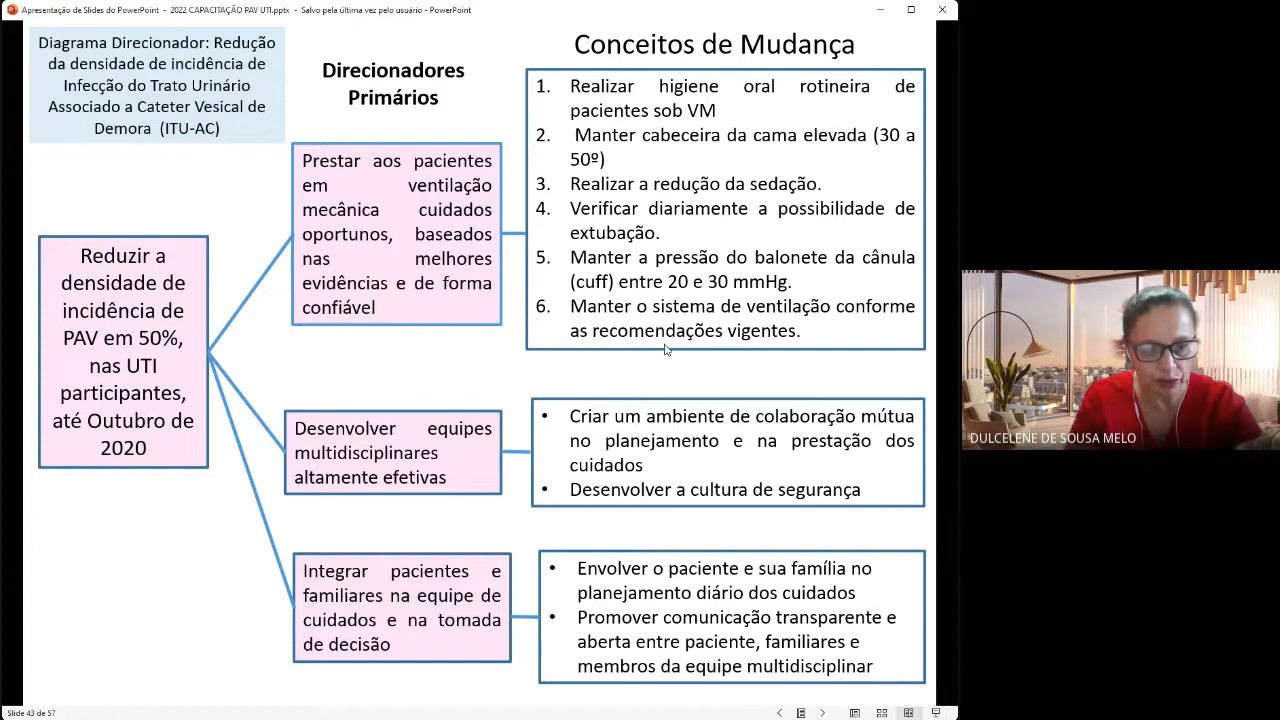 Apresentação de Slides do PowerPoint - 2022 CAPACITAÇÃO PAV UTI.pptx - Salvo pela última vez pelo usuário - PowerPoint
Diagrama Direcionador: Redução
da densidade de incidência de
Infecção do Trato Urinário
Associado a Cateter Vesical de
Demora (ITU-AC)
Direcionadores
Primários
Conceitos de Mudança
Reduzir a
densidade de
incidência de
PAV em 50%,
nas UTI
participantes,
até Outubro de
2020
Prestar aos pacientes
em ventilação
mecânica cuidados
oportunos, baseados
nas melhores
evidências e de forma
confiável
1. Realizar higiene oral rotineira de
pacientes sob VM
2. Manter cabeceira da cama elevada (30 a
50º)
3. Realizar a redução da sedação.
4. Verificar diariamente a possibilidade de
extubação.
5. Manter a pressão do balonete da cânula
(cuff) entre 20 e 30 mmHg.
6. Manter o sistema de ventilação conforme
as recomendações vigentes.
Desenvolver equipes
multidisciplinares
altamente efetivas
• Criar um ambiente de colaboração mútua
no planejamento e na prestação dos
cuidados
• Desenvolver a cultura de segurança
Integrar pacientes e
familiares na equipe de
cuidados e na tomada
de decisão
• Envolver o paciente e sua família no
planejamento diário dos cuidados
• Promover comunicação transparente e
aberta entre paciente, familiares e
membros da equipe multidisciplinar
DULCELENE DE SOUSA MELO
Slide 43 de 57